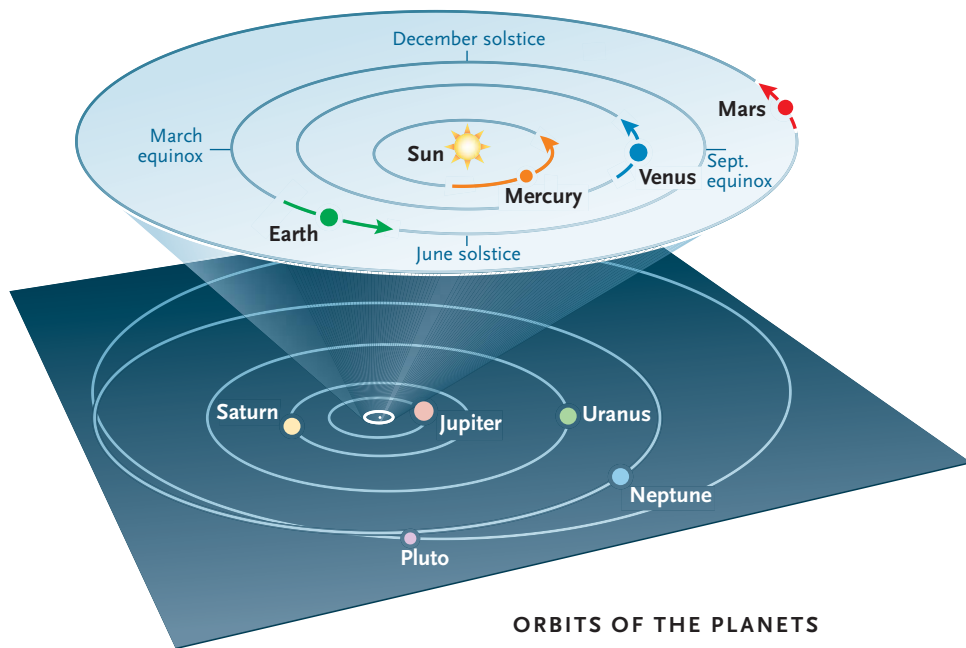 December solstice
Mars
March
equinox
Sun
Sept.
equinox
Venus
Mercury
Earth
June solstice
Saturn
Jupiter
Uranus
Neptune
Pluto
ORBITS OF THE PLANETS